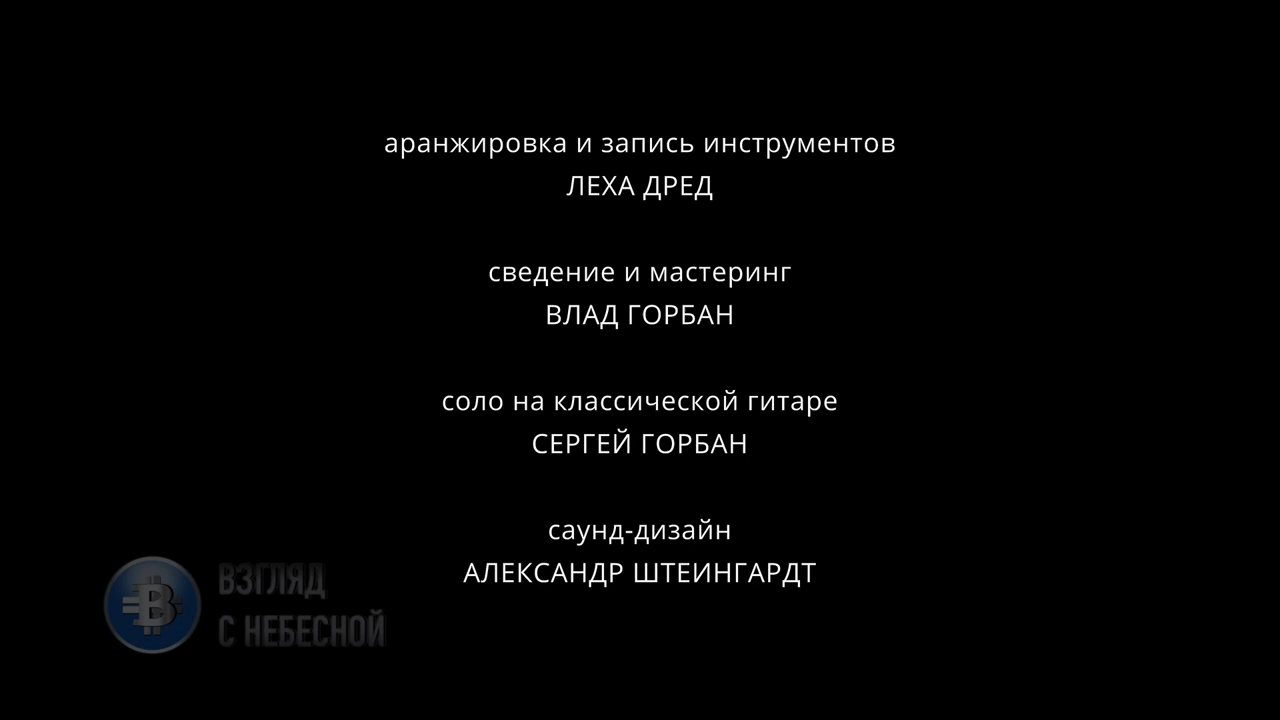 аранжировка и запись инструментов
ЛЕХА ДРЕД
сведение и мастеринг
ВЛАД ГОРБАН
соло на классической гитаре
СЕРГЕЙ ГОРБАН
саунд-дизайн
АЛЕКСАНДР ШТЕИНГАРДТ
ВЗГЛЯД
С НЕБЕСНОЙ